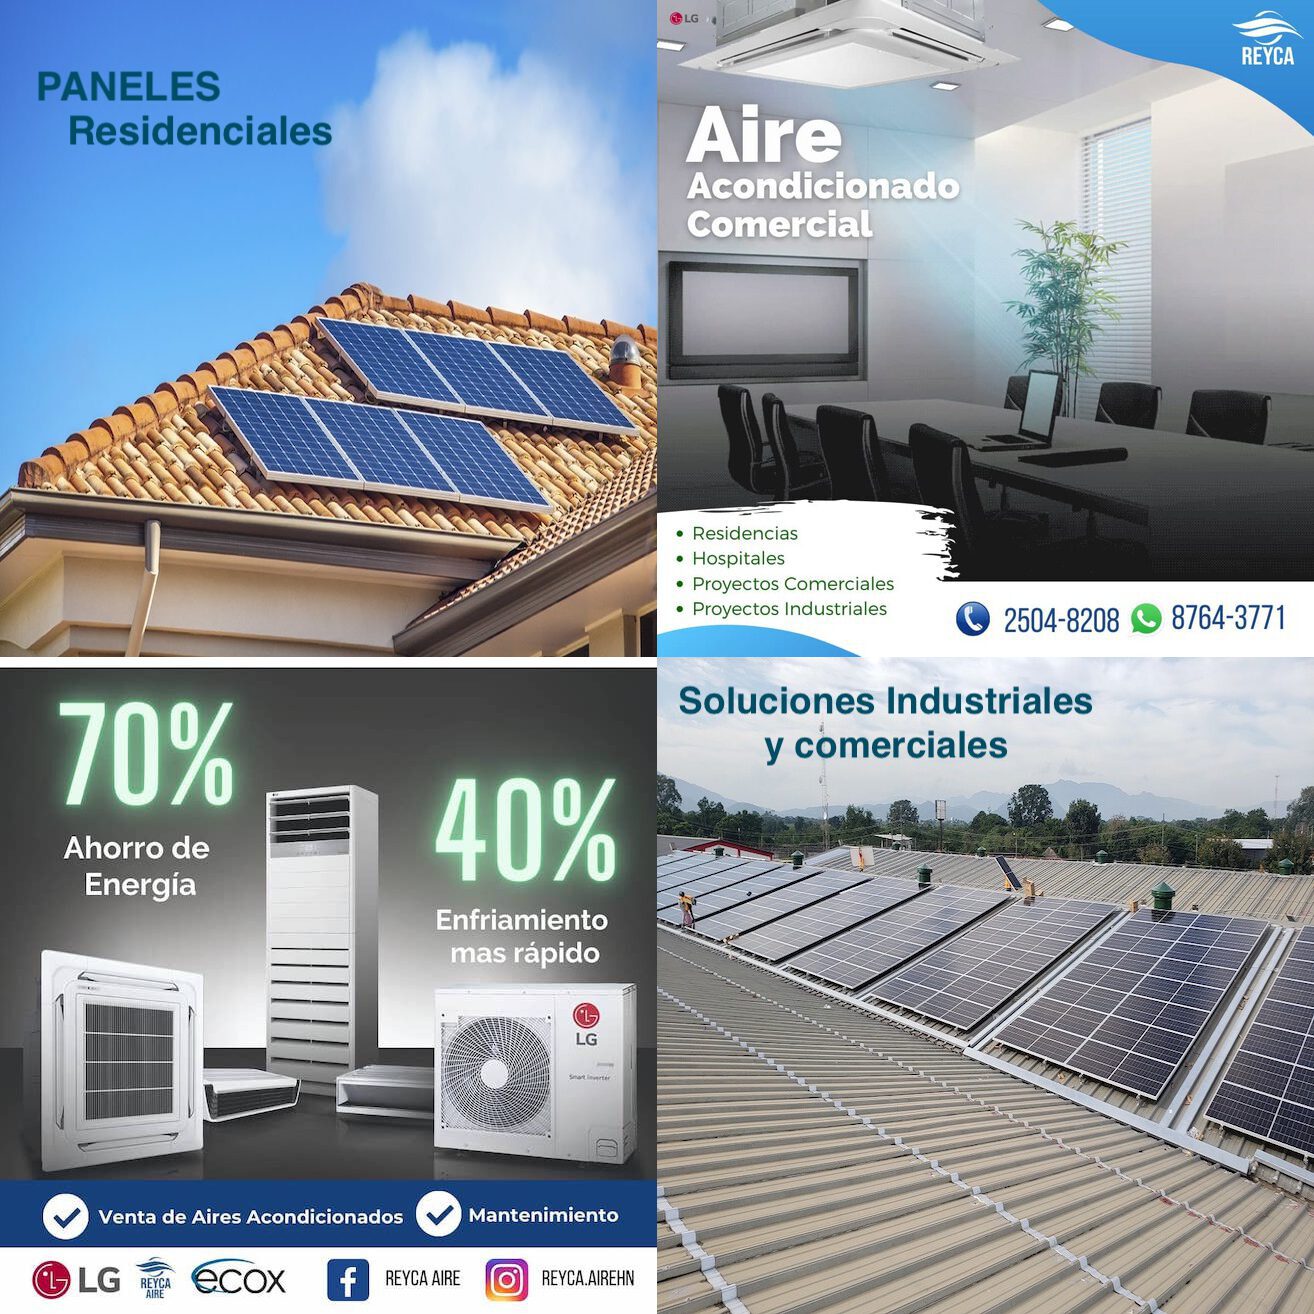 PANELES
Residenciales
LG
REYCA
Aire
Acondicionado
Comercial
Residencias
Hospitales
Proyectos Comerciales
Proyectos Industriales
2504-8208
8764-3771
70%
Ahorro de
Energía
40%
Enfriamiento
mas rápido
LG
Smart Inverter
Venta de Aires Acondicionados
Mantenimiento
LG
REYCA
AIRE
ecox
REYCA AIRE
REYCA.AIREHN
Soluciones Industriales
y comerciales